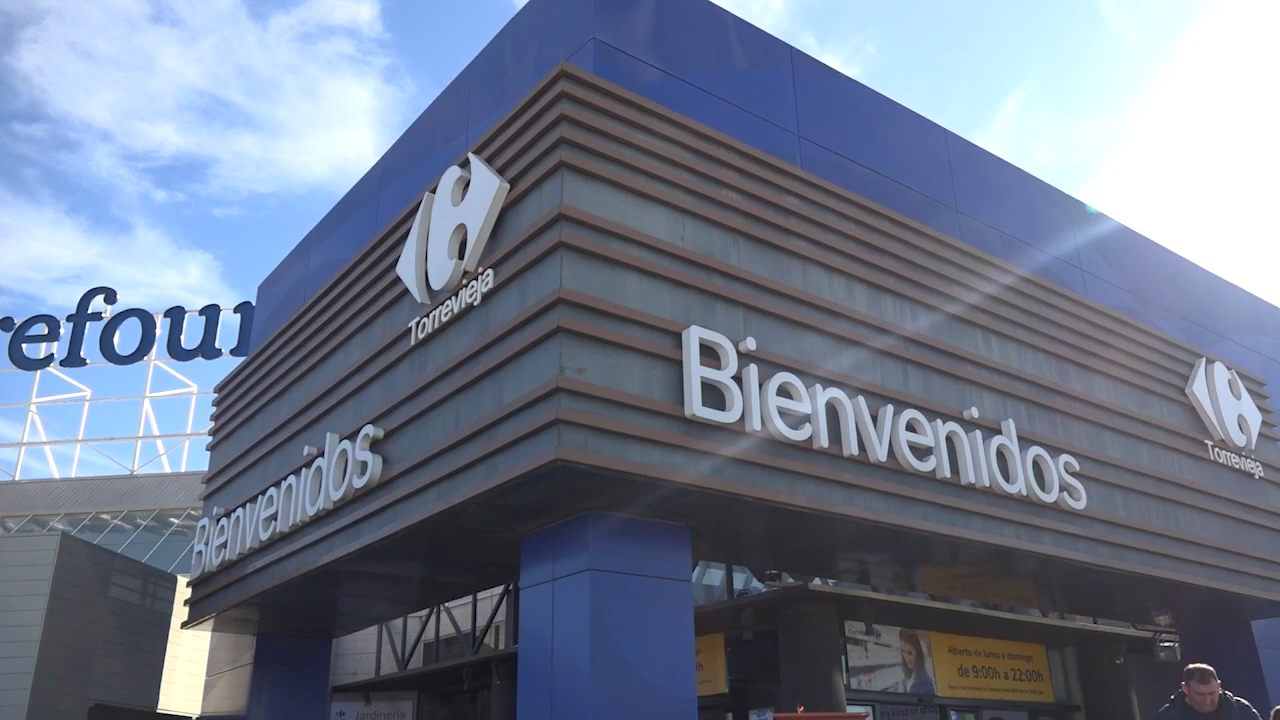 refour
Torrevieja
Bienvenidos
Bienvenidos
Torrevieja
Abierto de lunes a domingo
de 9:00h a 22:00h
Jardinería